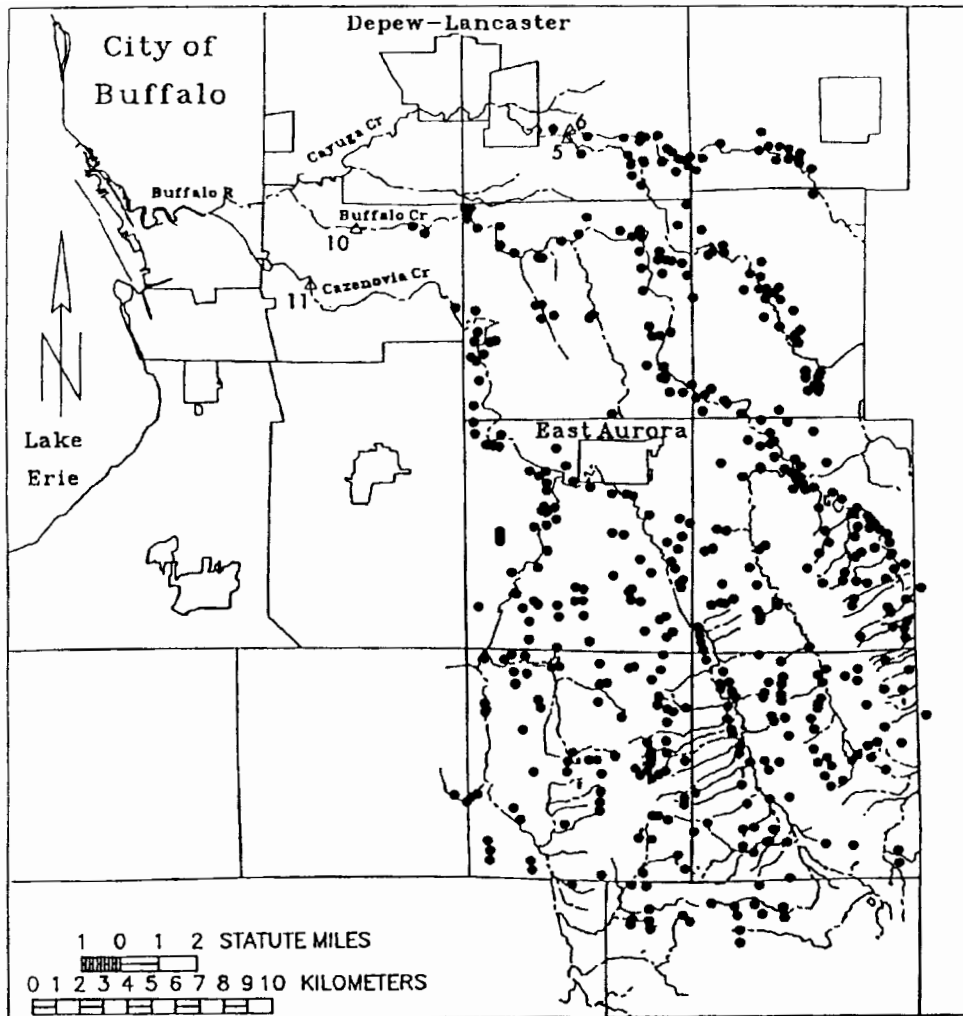 Depew-Lancaster
City of
Buffalo
Cayuga Cr
6
5
Buffalo R
Buffalo Cr
10
Cazenovia Cr
11
N
Lake
Erie
East Aurora
1 0 1 2 STATUTE MILES
0 1 2 3 4 5 6 7 8 9 10 KILOMETERS